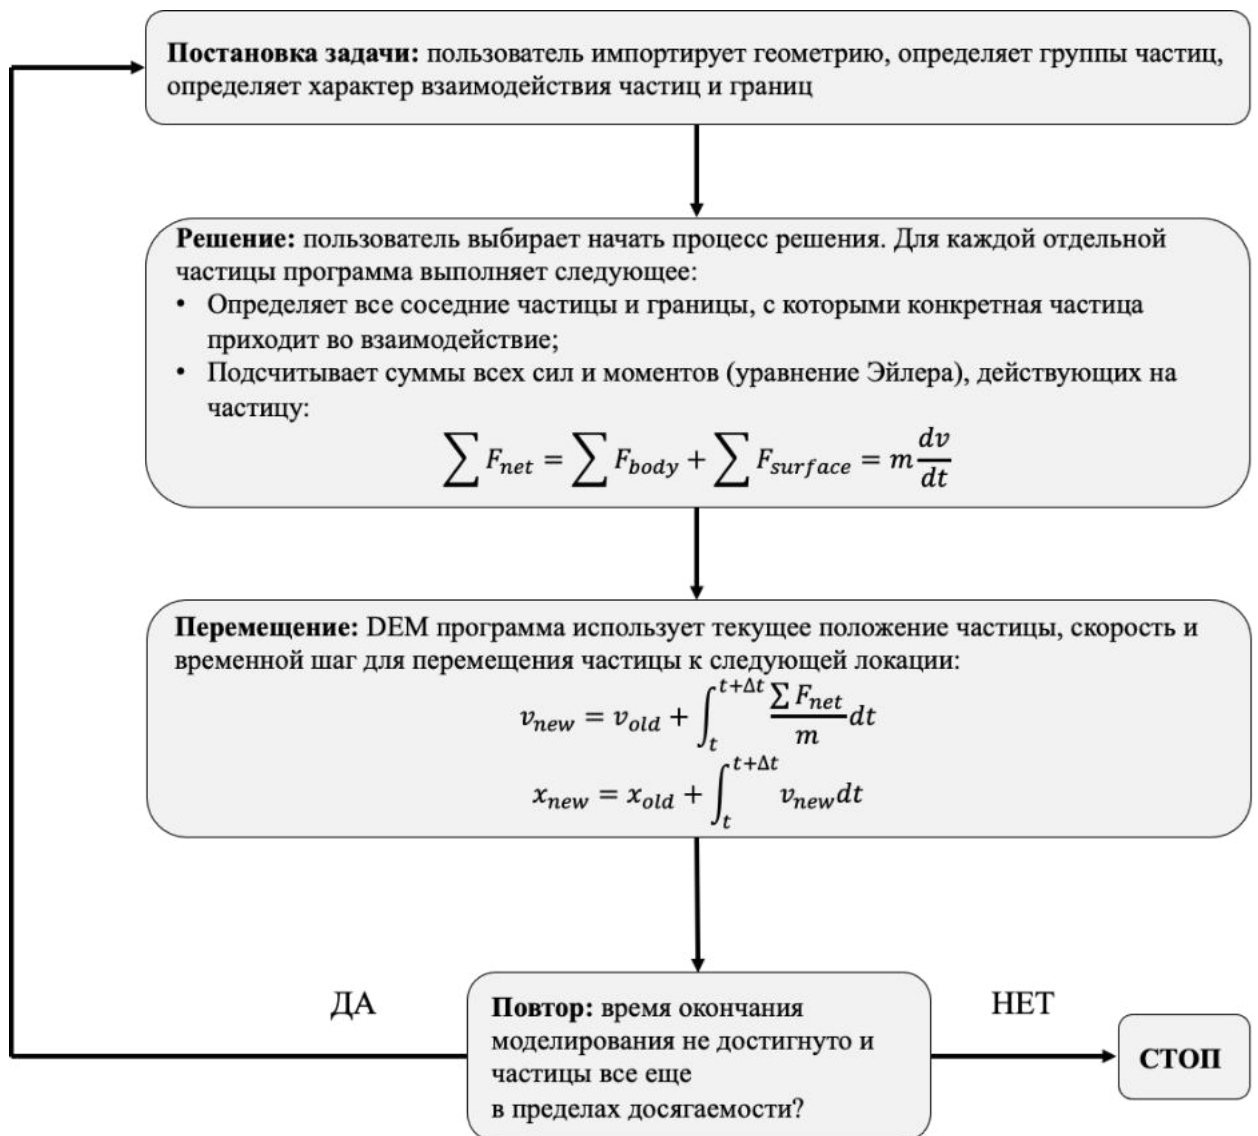 Постановка задачи: пользователь импортирует геометрию, определяет группы частиц,
определяет характер взаимодействия частиц и границ
Решение: пользователь выбирает начать процесс решения. Для каждой отдельной
частицы программа выполняет следующее:
• Определяет все соседние частицы и границы, с которыми конкретная частица
приходит во взаимодействие;
• Подсчитывает суммы всех сил и моментов (уравнение Эйлера), действующих на
частицу:
∑ F_net = ∑ F_body + ∑ F_surface = m dv/dt
Перемещение: DEM программа использует текущее положение частицы, скорость и
временной шаг для перемещения частицы к следующей локации:
v_new = v_old + ∫_t^{t+Δt} (∑ F_net)/m dt
x_new = x_old + ∫_t^{t+Δt} v_new dt
ДА
Повтор: время окончания
моделирования не достигнуто и
частицы все еще
в пределах досягаемости?
НЕТ
СТОП